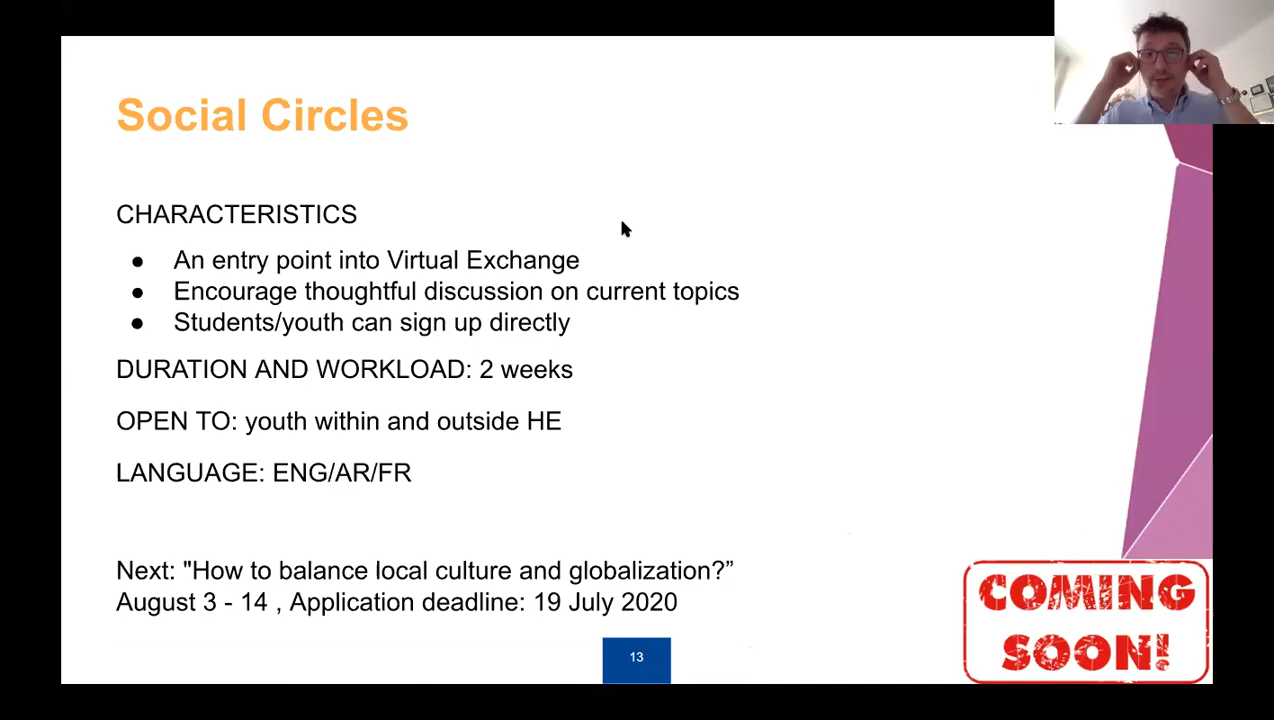 Social Circles
CHARACTERISTICS
● An entry point into Virtual Exchange
● Encourage thoughtful discussion on current topics
● Students/youth can sign up directly
DURATION AND WORKLOAD: 2 weeks
OPEN TO: youth within and outside HE
LANGUAGE: ENG/AR/FR
Next: "How to balance local culture and globalization?”
August 3 - 14 , Application deadline: 19 July 2020
COMING
SOON!
13